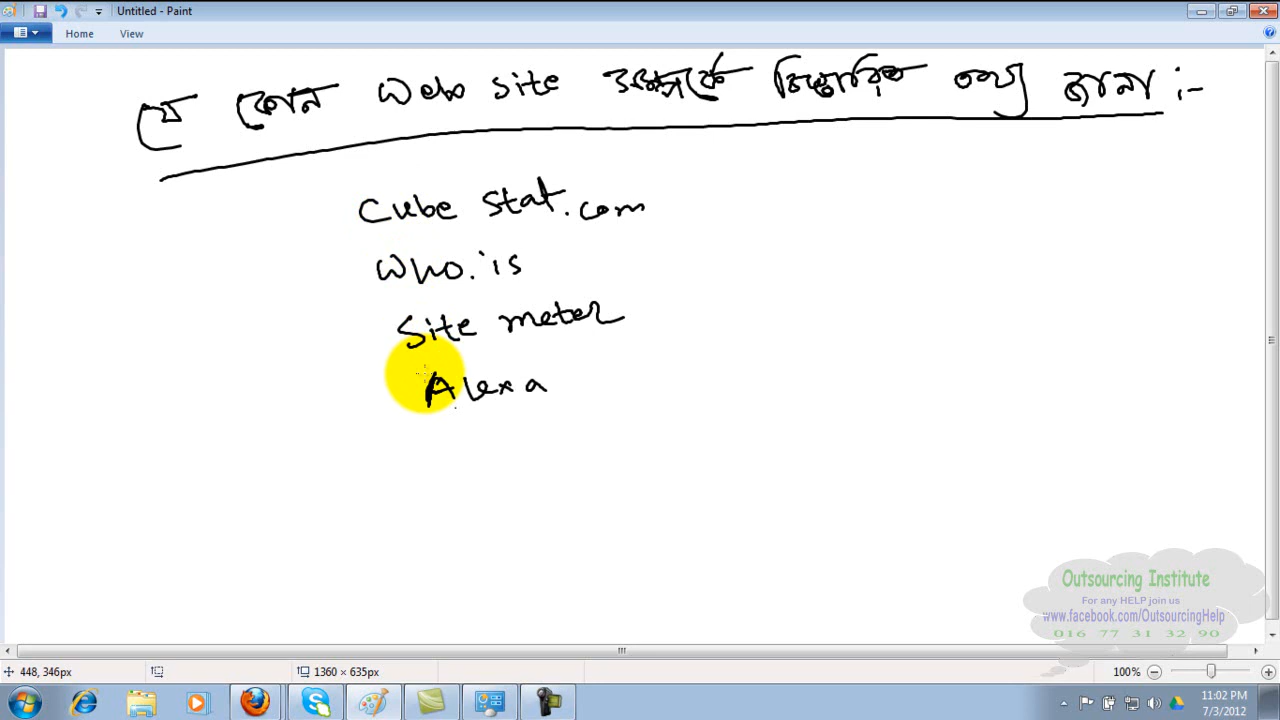 Untitled - Paint
Home View
যে কোন Web site সম্পর্কে বিস্তারিত তথ্য জানা :-
Cube Stat.com
Who.is
Site meter
Alexa
Outsourcing Institute
For any HELP join us
www.facebook.com/OutsourcingHelp
016 77 31 32 90
448, 346px 1360 × 635px 100%
11:02 PM
7/3/2012